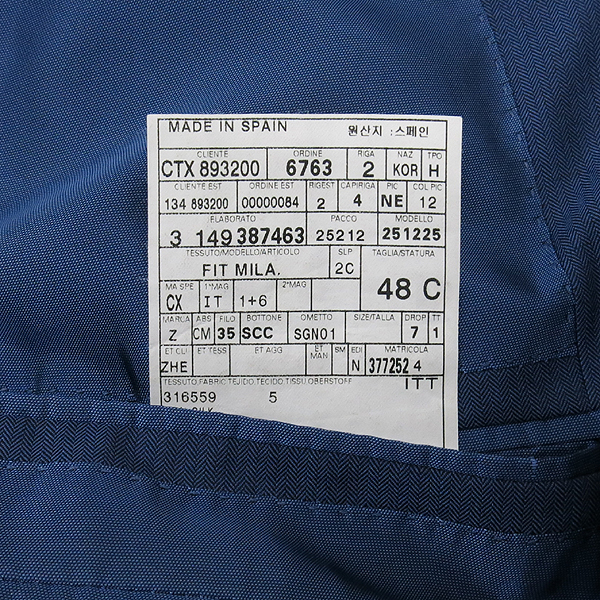 MADE IN SPAIN 원산지 : 스페인
CLIENTE ORDINE RIGA NAZ TPO
CTX 893200 6763 2 KOR H
CLIENTE EST ORDINE EST RIGEST CAPIRIGA PIC COL PIC
134 893200 00000084 2 4 NE 12
ELABORATO PACCO MODELLO
3 149 387463 25212 251225
TESSUTO/MODELLO/ARTICOLO SLP TAGLIA/STATURA
FIT MILA. 2C
48 C
MA SPE 1°MAG 2°MAG
CX IT 1+6
MARCA ABS FILO BOTTONE OMETTO SIZE/TALLA DROP TT
Z CM 35 SCC SGN01 7 1
ET CU ET TESS ET AGG ET MAN BM EDI MATRICOLA
ZHE N 377252 4
TESSUTO.FABRIC.TEJIDO.TECIDO.TISSU.OBERSTOFF ITT
316559 5
SILK